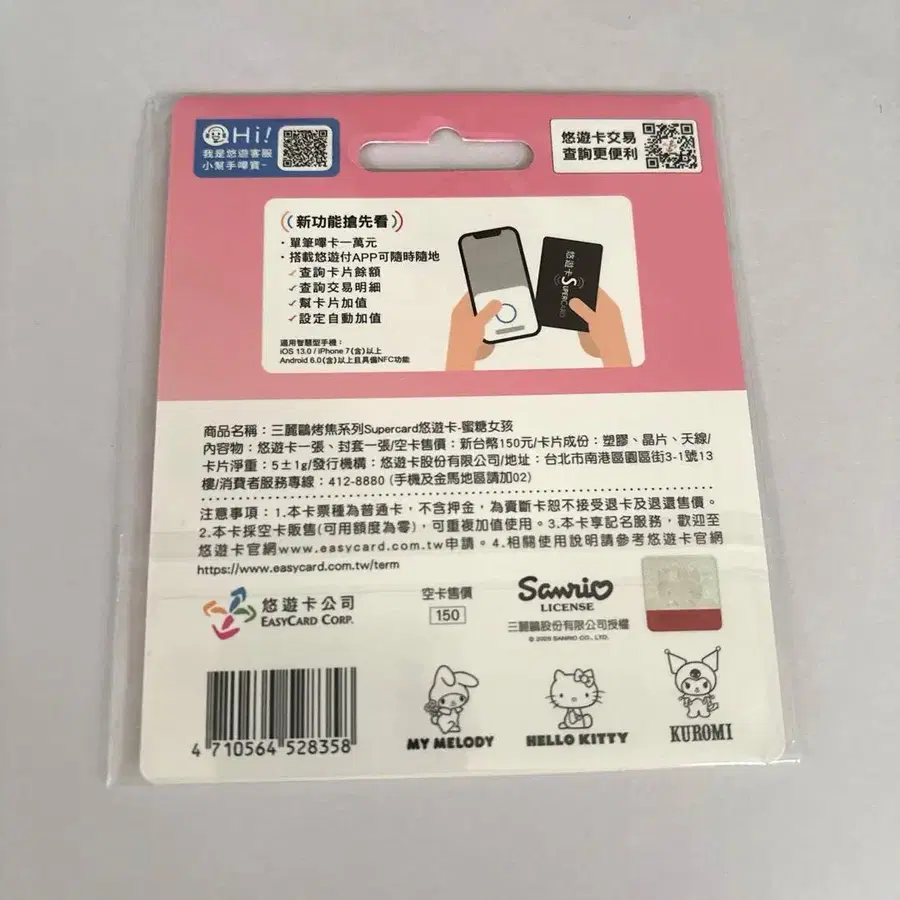 Hi!
我是悠遊客服
小幫手嗶寶~
悠遊卡交易
查詢更便利
新功能搶先看
・單筆嗶卡一萬元
・搭載悠遊付APP可隨時隨地
✓查詢卡片餘額
✓查詢交易明細
✓幫卡片加值
✓設定自動加值
適用智慧型手機:
iOS 13.0 / iPhone 7(含)以上
Android 6.0(含)以上且具備NFC功能
悠遊卡 SUPERCARD
商品名稱:三麗鷗烤焦系列Supercard悠遊卡-蜜糖女孩
內容物:悠遊卡一張、封套一張/空卡售價:新台幣150元/卡片成份:塑膠、晶片、天線/
卡片淨重:5±1g/發行機構:悠遊卡股份有限公司/地址:台北市南港區園區街3-1號13
樓/消費者服務專線:412-8880 (手機及金馬地區請加02)
注意事項:1.本卡票種為普通卡,不含押金,為賣斷卡恕不接受退卡及退還售價。
2.本卡採空卡販售(可用額度為零),可重複加值使用。3.本卡享記名服務,歡迎至
悠遊卡官網www.easycard.com.tw申請。4.相關使用說明請參考悠遊卡官網
https://www.easycard.com.tw/term
悠遊卡公司
EASYCARD CORP.
空卡售價
150
Sanrio
LICENSE
三麗鷗股份有限公司授權
© 2025 SANRIO CO., LTD.
4 710564 528358
MY MELODY
HELLO KITTY
KUROMI